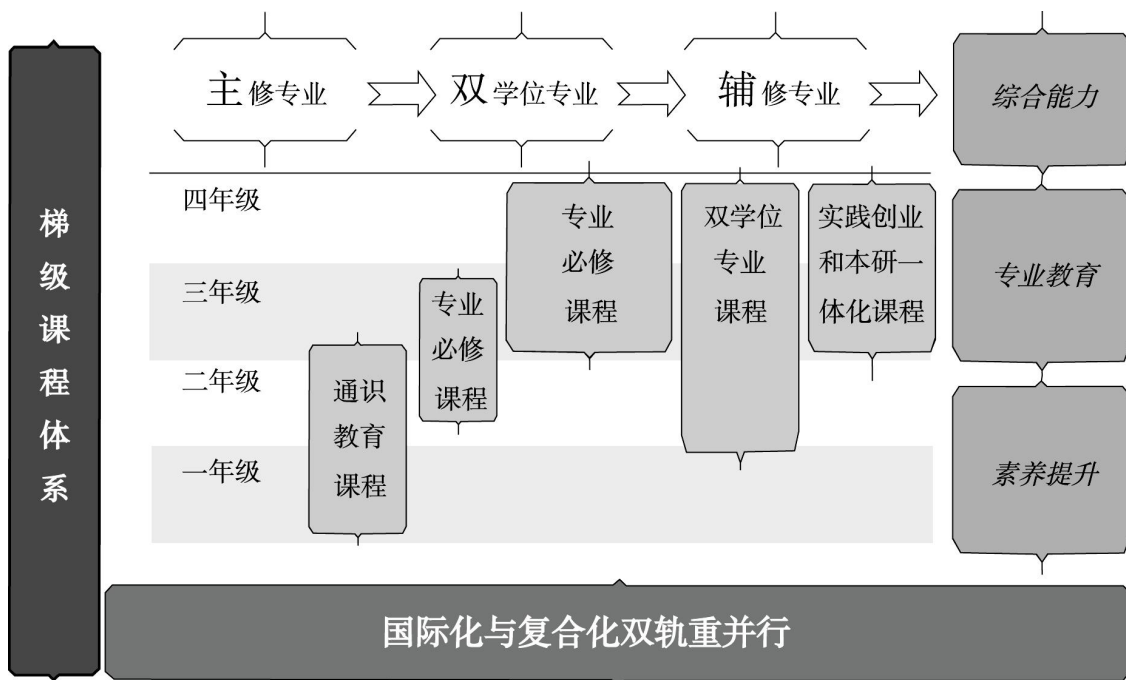 梯级课程体系
主修专业
双学位专业
辅修专业
综合能力
四年级
三年级
二年级
一年级
通识
教育
课程
专业
必修
课程
专业
必修
课程
双学位
专业
课程
实践创业
和本研一
体化课程
专业教育
素养提升
国际化与复合化双轨重并行